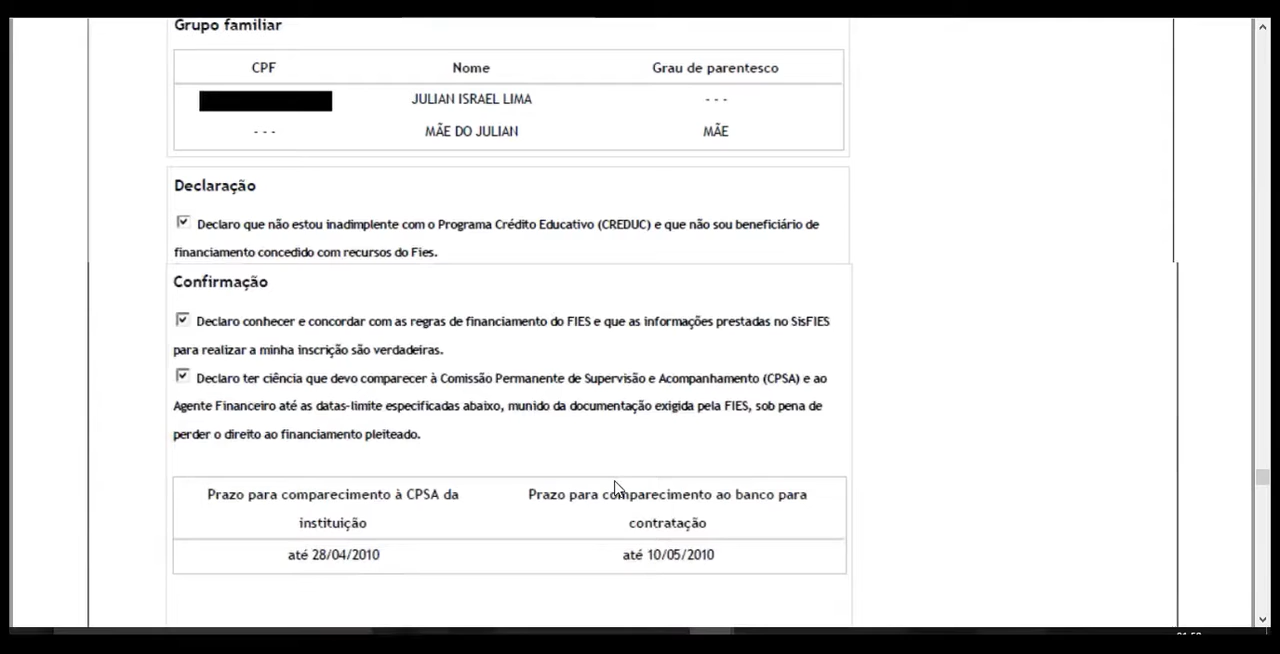 Grupo familiar
CPF Nome Grau de parentesco
JULIAN ISRAEL LIMA - - -
- - - MÃE DO JULIAN MÃE
Declaração
Declaro que não estou inadimplente com o Programa Crédito Educativo (CREDUC) e que não sou beneficiário de
financiamento concedido com recursos do Fies.
Confirmação
Declaro conhecer e concordar com as regras de financiamento do FIES e que as informações prestadas no SisFIES
para realizar a minha inscrição são verdadeiras.
Declaro ter ciência que devo comparecer à Comissão Permanente de Supervisão e Acompanhamento (CPSA) e ao
Agente Financeiro até as datas-limite especificadas abaixo, munido da documentação exigida pela FIES, sob pena de
perder o direito ao financiamento pleiteado.
Prazo para comparecimento à CPSA da Prazo para comparecimento ao banco para
instituição contratação
até 28/04/2010 até 10/05/2010